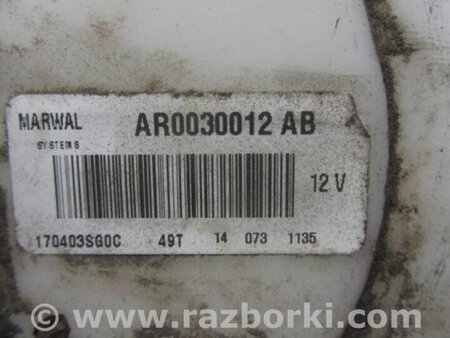 MARWAL AR0030012 AB
SYSTEMS
12 V
170403SG0C 49T 14 073 1135
© www.razborki.com